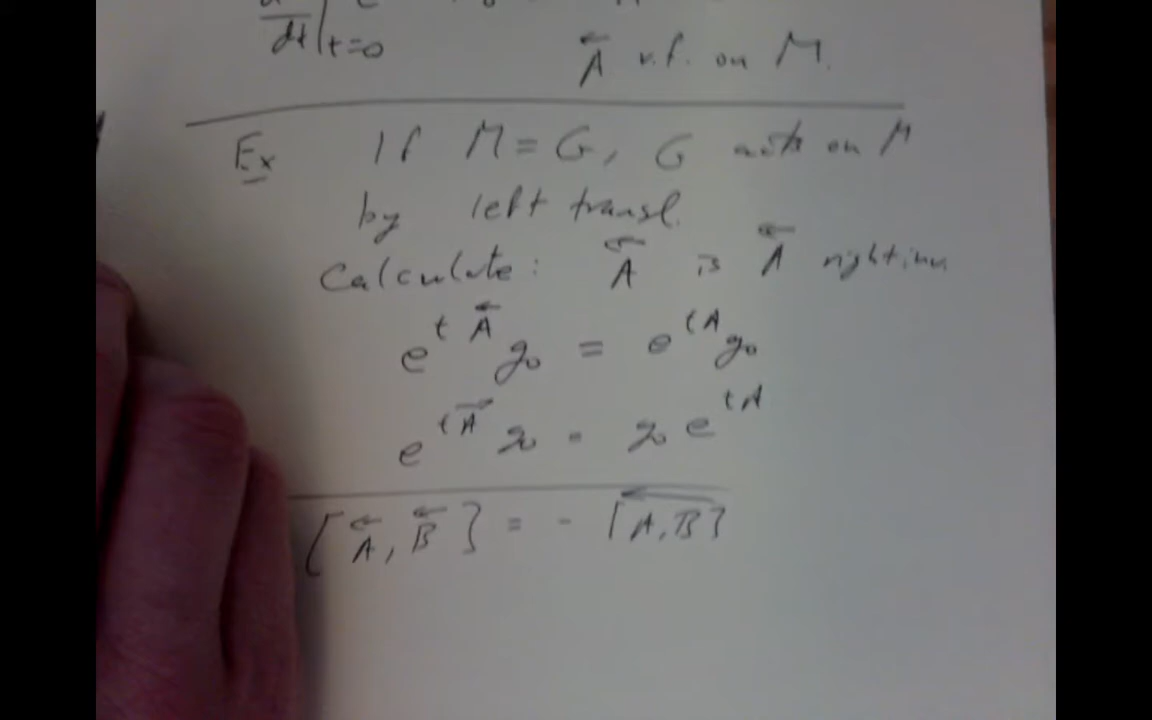 dt|t=0
A⃖ v.f. on M.
Ex If M = G, G acts on M
by left transl.
Calculate: A⃖ is A⃖ right inv.
e^{tA⃖} g₀ = e^{tA} g₀
e^{tA⃗} g₀ = g₀ e^{tA}
[A⃖, B⃖] = - [A,B]⃖